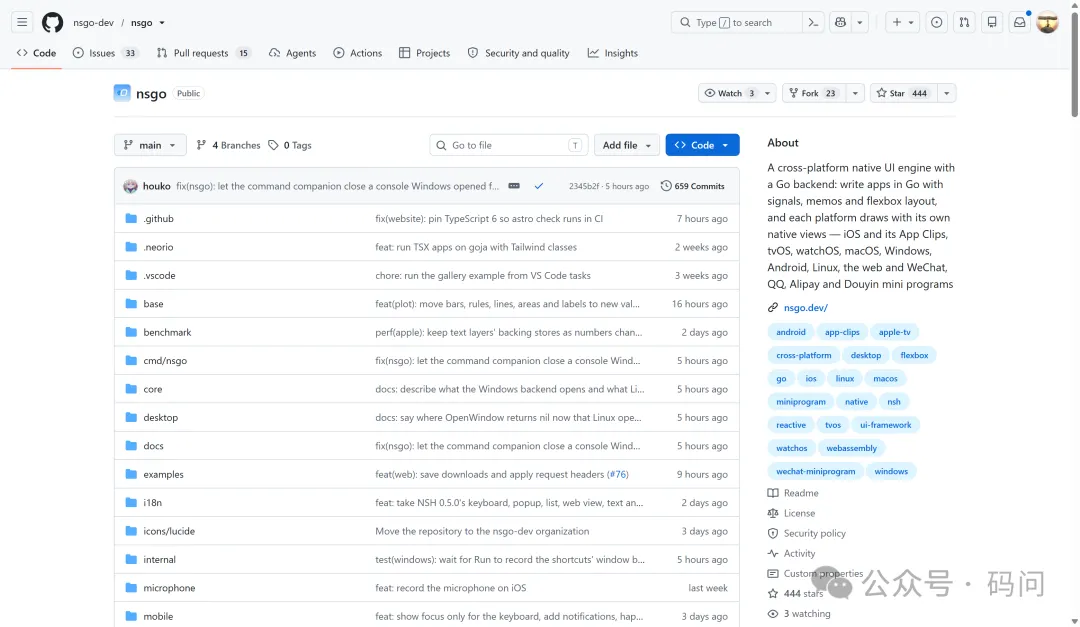 nsgo-dev / nsgo
Type / to search
Code
Issues 33
Pull requests 15
Agents
Actions
Projects
Security and quality
Insights
nsgo Public
Watch 3
Fork 23
Star 444
main
4 Branches
0 Tags
Go to file T
Add file
Code
houko fix(nsgo): let the command companion close a console Windows opened f... 2345b2f · 5 hours ago 659 Commits
.github fix(website): pin TypeScript 6 so astro check runs in CI 7 hours ago
.neorio feat: run TSX apps on goja with Tailwind classes 2 weeks ago
.vscode chore: run the gallery example from VS Code tasks 3 weeks ago
base feat(plot): move bars, rules, lines, areas and labels to new val... 16 hours ago
benchmark perf(apple): keep text layers' backing stores as numbers chan... 2 days ago
cmd/nsgo fix(nsgo): let the command companion close a console Wind... 5 hours ago
core docs: describe what the Windows backend opens and what Li... 5 hours ago
desktop docs: say where OpenWindow returns nil now that Linux ope... 5 hours ago
docs fix(nsgo): let the command companion close a console Wind... 5 hours ago
examples feat(web): save downloads and apply request headers (#76) 9 hours ago
i18n feat: take NSH 0.5.0's keyboard, popup, list, web view, text an... 2 days ago
icons/lucide Move the repository to the nsgo-dev organization 3 days ago
internal test(windows): wait for Run to record the shortcuts' window b... 5 hours ago
microphone feat: record the microphone on iOS last week
mobile feat: show focus only for the keyboard, add notifications, hap... 3 days ago
About
A cross-platform native UI engine with
a Go backend: write apps in Go with
signals, memos and flexbox layout,
and each platform draws with its own
native views — iOS and its App Clips,
tvOS, watchOS, macOS, Windows,
Android, Linux, the web and WeChat,
QQ, Alipay and Douyin mini programs
nsgo.dev/
android app-clips apple-tv
cross-platform desktop flexbox
go ios linux macos
miniprogram native nsh
reactive tvos ui-framework
watchos webassembly
wechat-miniprogram windows
Readme
License
Security policy
Activity
Custom properties
444 stars
3 watching
公众号 · 码问